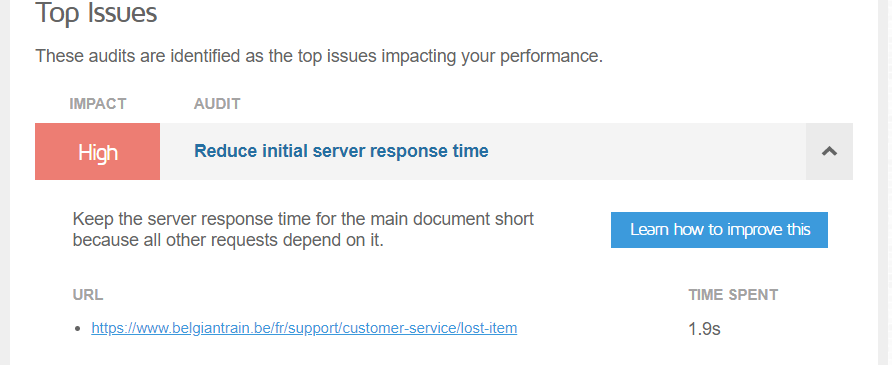 Top Issues
These audits are identified as the top issues impacting your performance.
IMPACT AUDIT
High Reduce initial server response time
Keep the server response time for the main document short
because all other requests depend on it.
Learn how to improve this
URL TIME SPENT
• https://www.belgiantrain.be/fr/support/customer-service/lost-item 1.9s